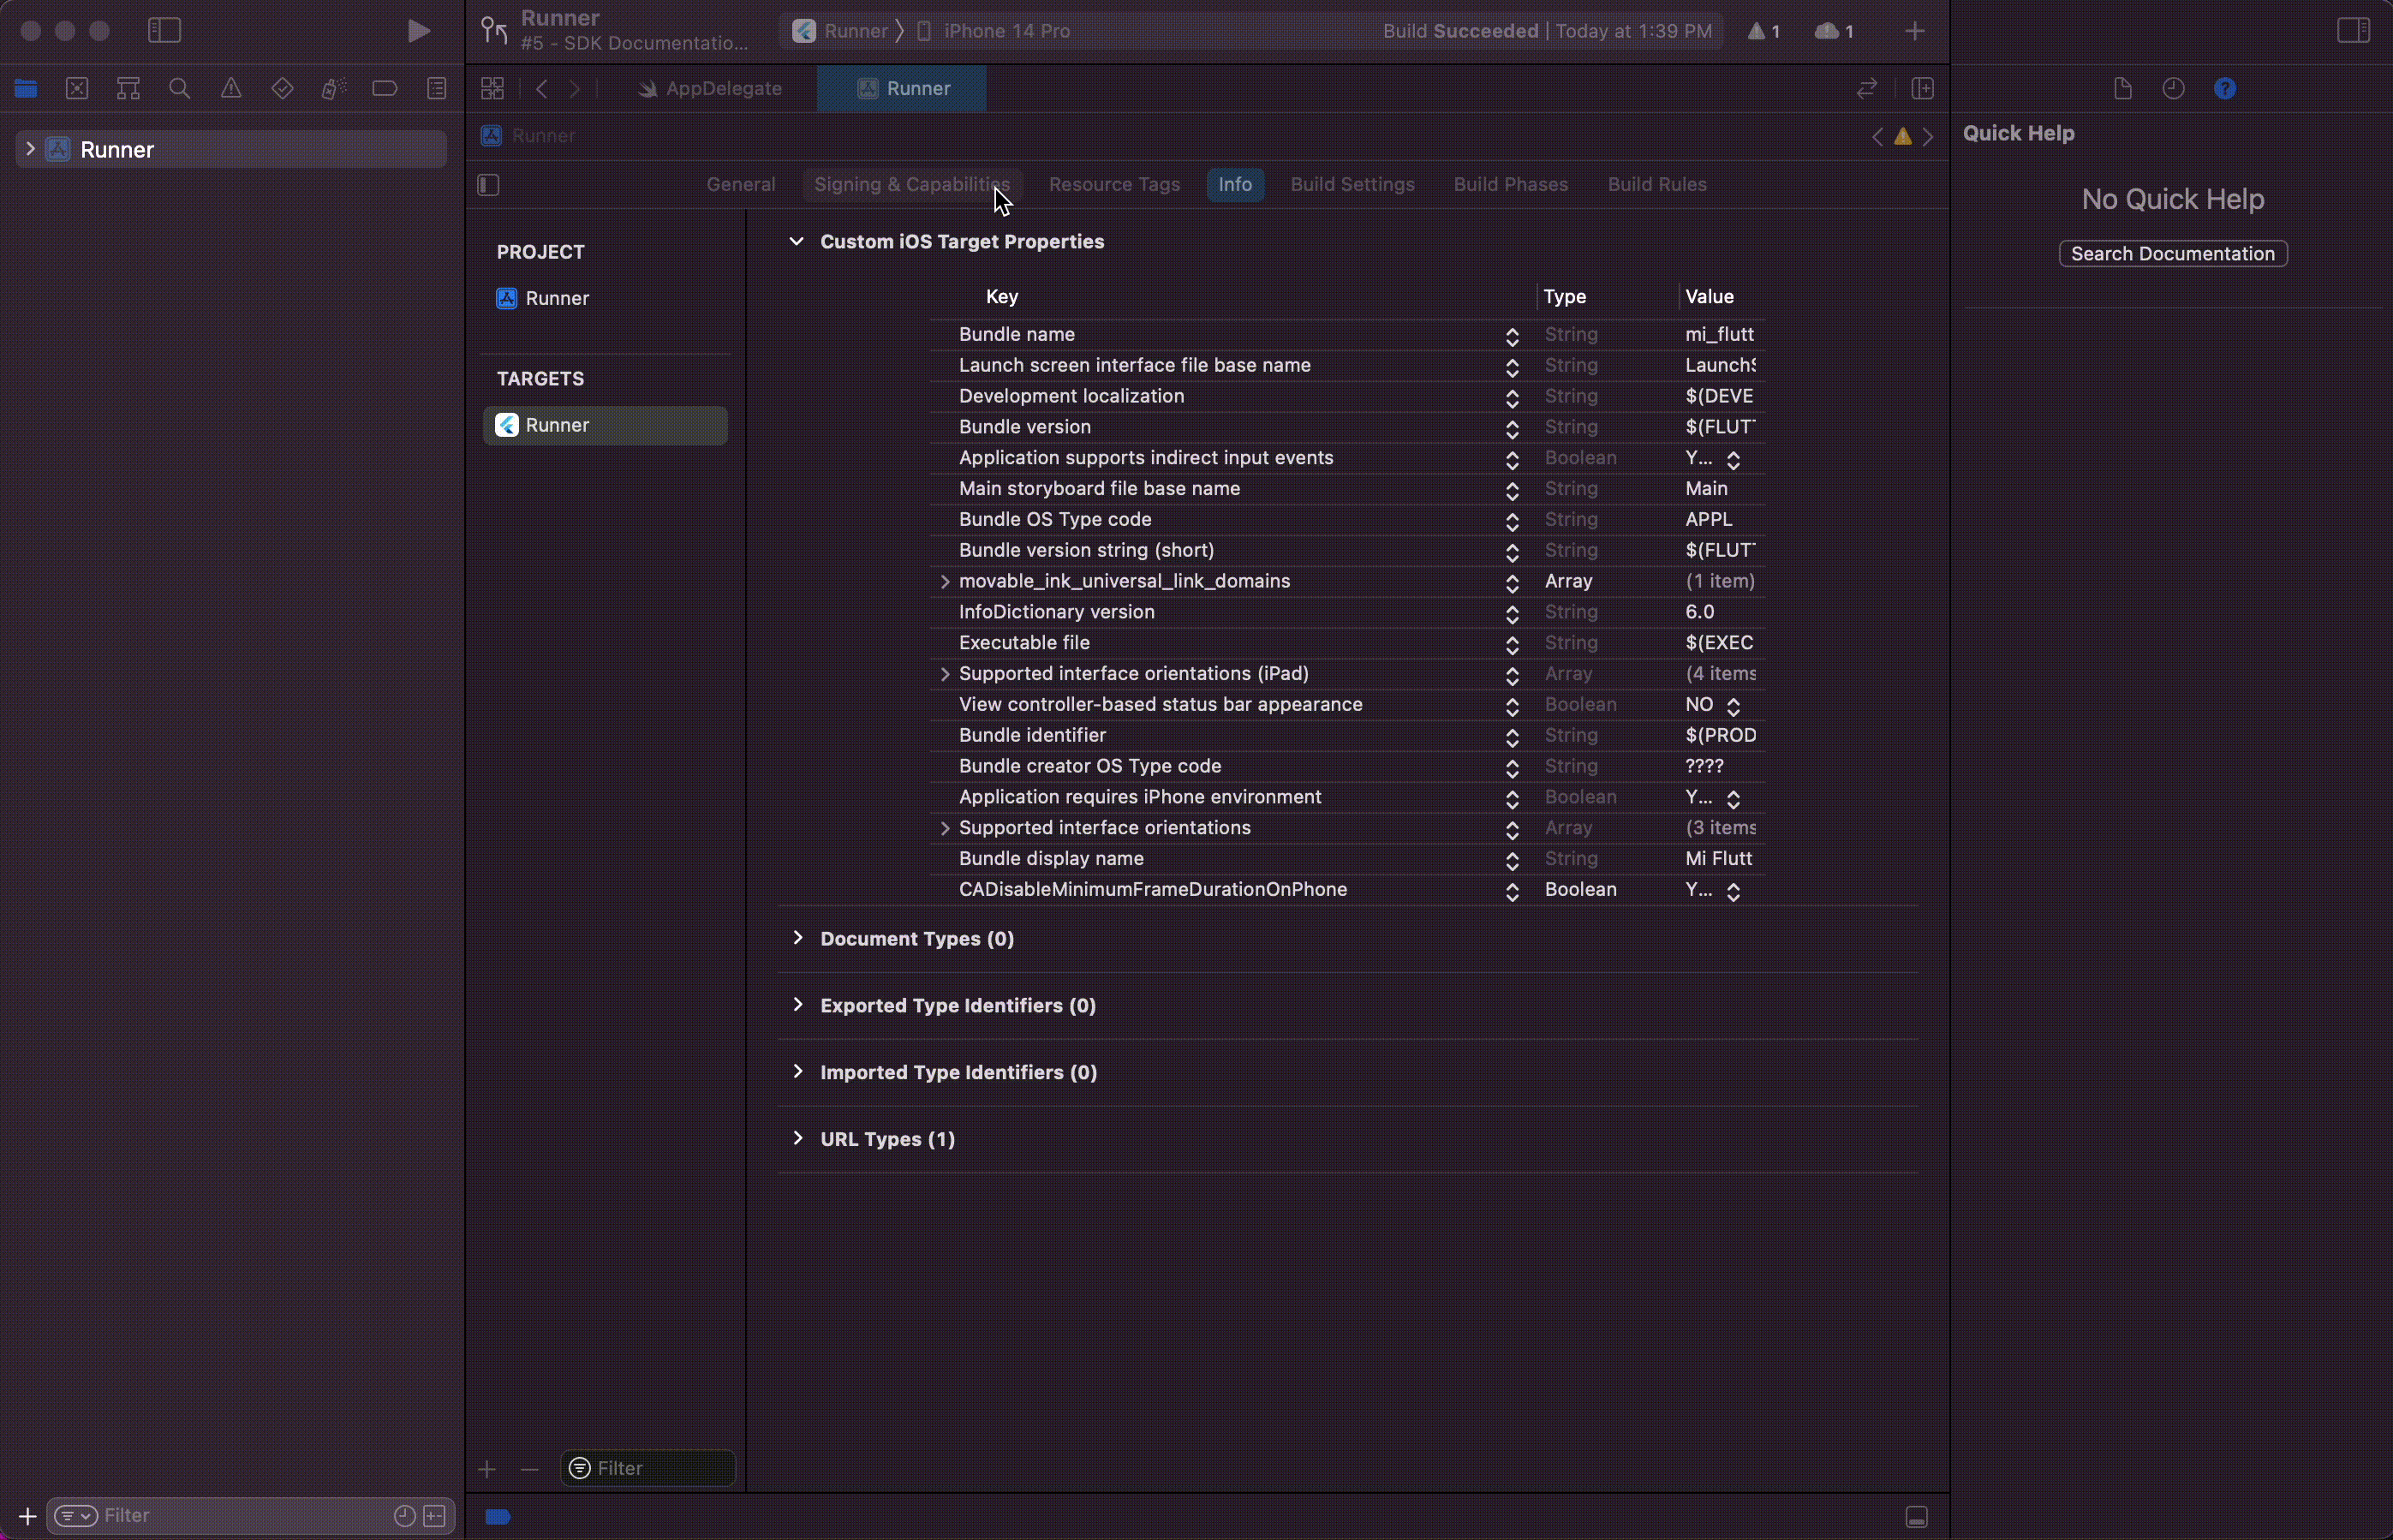 Runner
#5 - SDK Documentatio...
Runner
iPhone 14 Pro
Build Succeeded | Today at 1:39 PM
1
1
AppDelegate
Runner
Runner
Runner
General
Signing & Capabilities
Resource Tags
Info
Build Settings
Build Phases
Build Rules
PROJECT
Runner
TARGETS
Runner
Custom iOS Target Properties
Key Type Value
Bundle name String mi_flutt
Launch screen interface file base name String LaunchS
Development localization String $(DEVE
Bundle version String $(FLUT
Application supports indirect input events Boolean Y...
Main storyboard file base name String Main
Bundle OS Type code String APPL
Bundle version string (short) String $(FLUT
movable_ink_universal_link_domains Array (1 item)
InfoDictionary version String 6.0
Executable file String $(EXEC
Supported interface orientations (iPad) Array (4 items
View controller-based status bar appearance Boolean NO
Bundle identifier String $(PROD
Bundle creator OS Type code String ????
Application requires iPhone environment Boolean Y...
Supported interface orientations Array (3 items
Bundle display name String Mi Flutt
CADisableMinimumFrameDurationOnPhone Boolean Y...
Document Types (0)
Exported Type Identifiers (0)
Imported Type Identifiers (0)
URL Types (1)
Filter
Filter
Quick Help
No Quick Help
Search Documentation